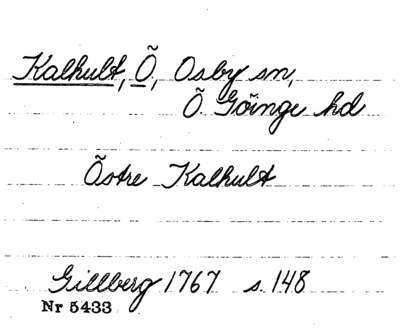 Kalhult, Õ, Osby sn,
Õ. Göinge hd
Östre Kalhult
Gillberg 1767 s. 148
Nr 5433